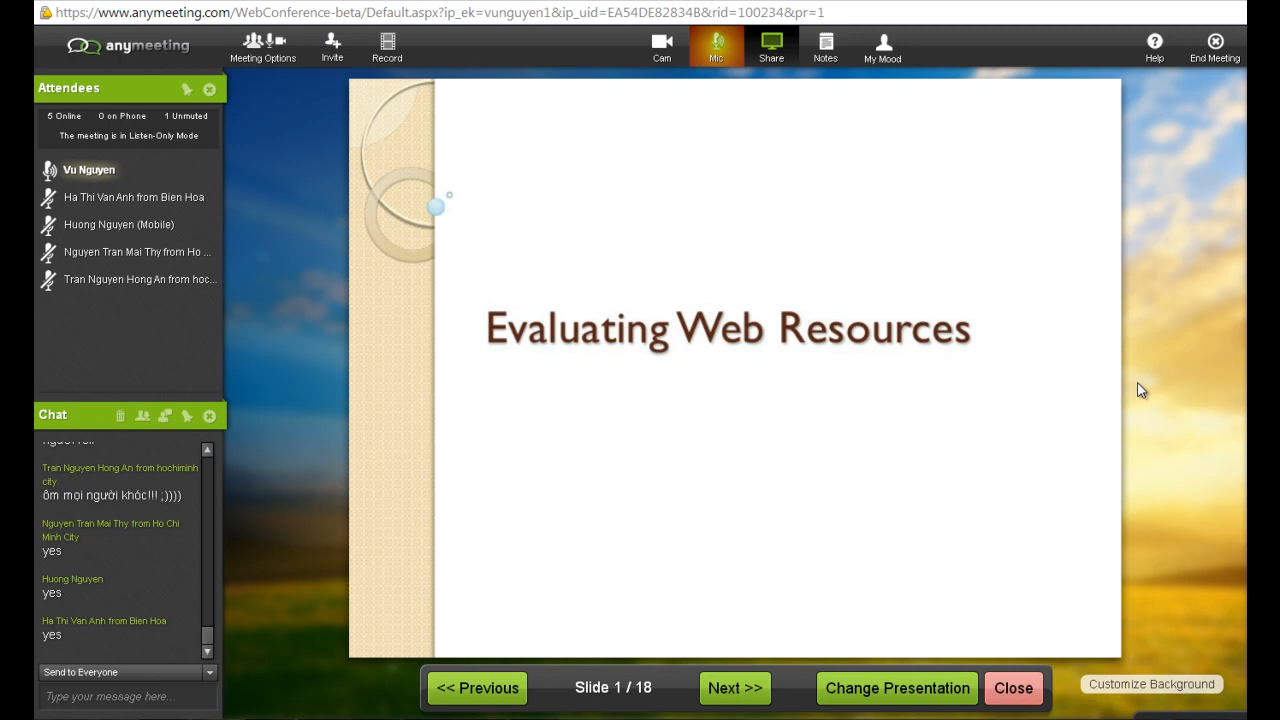 https://www.anymeeting.com/WebConference-beta/Default.aspx?ip_ek=vunguyen1&ip_uid=EA54DE82834B&rid=100234&pr=1
anymeeting
Meeting Options
Invite
Record
Cam
Mic
Share
Notes
My Mood
Help
End Meeting
Attendees
5 Online 0 on Phone 1 Unmuted
The meeting is in Listen-Only Mode
Vu Nguyen
Ha Thi Van Anh from Bien Hoa
Huong Nguyen (Mobile)
Nguyen Tran Mai Thy from Ho ...
Tran Nguyen Hong An from hoc...
Evaluating Web Resources
Chat
Tran Nguyen Hong An from hochiminh
city
ôm mọi người khóc!!! ;))))
Nguyen Tran Mai Thy from Ho Chi
Minh City
yes
Huong Nguyen
yes
Ha Thi Van Anh from Bien Hoa
yes
Send to Everyone
Type your message here...
<< Previous
Slide 1 / 18
Next >>
Change Presentation
Close
Customize Background